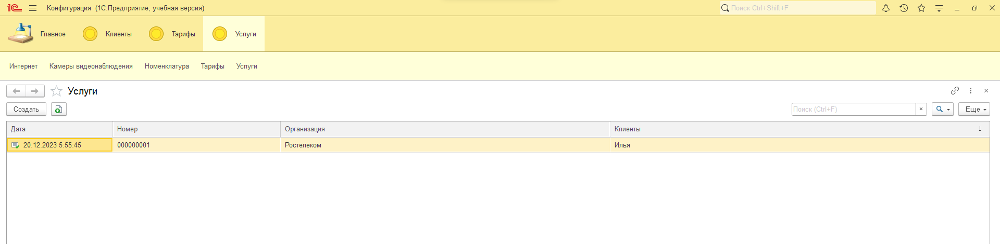 1С Конфигурация (1С:Предприятие, учебная версия) Поиск Ctrl+Shift+F
Главное Клиенты Тарифы Услуги
Интернет Камеры видеонаблюдения Номенклатура Тарифы Услуги
Услуги
Создать Поиск (Ctrl+F) × Еще
Дата Номер Организация Клиенты ↓
20.12.2023 5:55:45 000000001 Ростелеком Илья